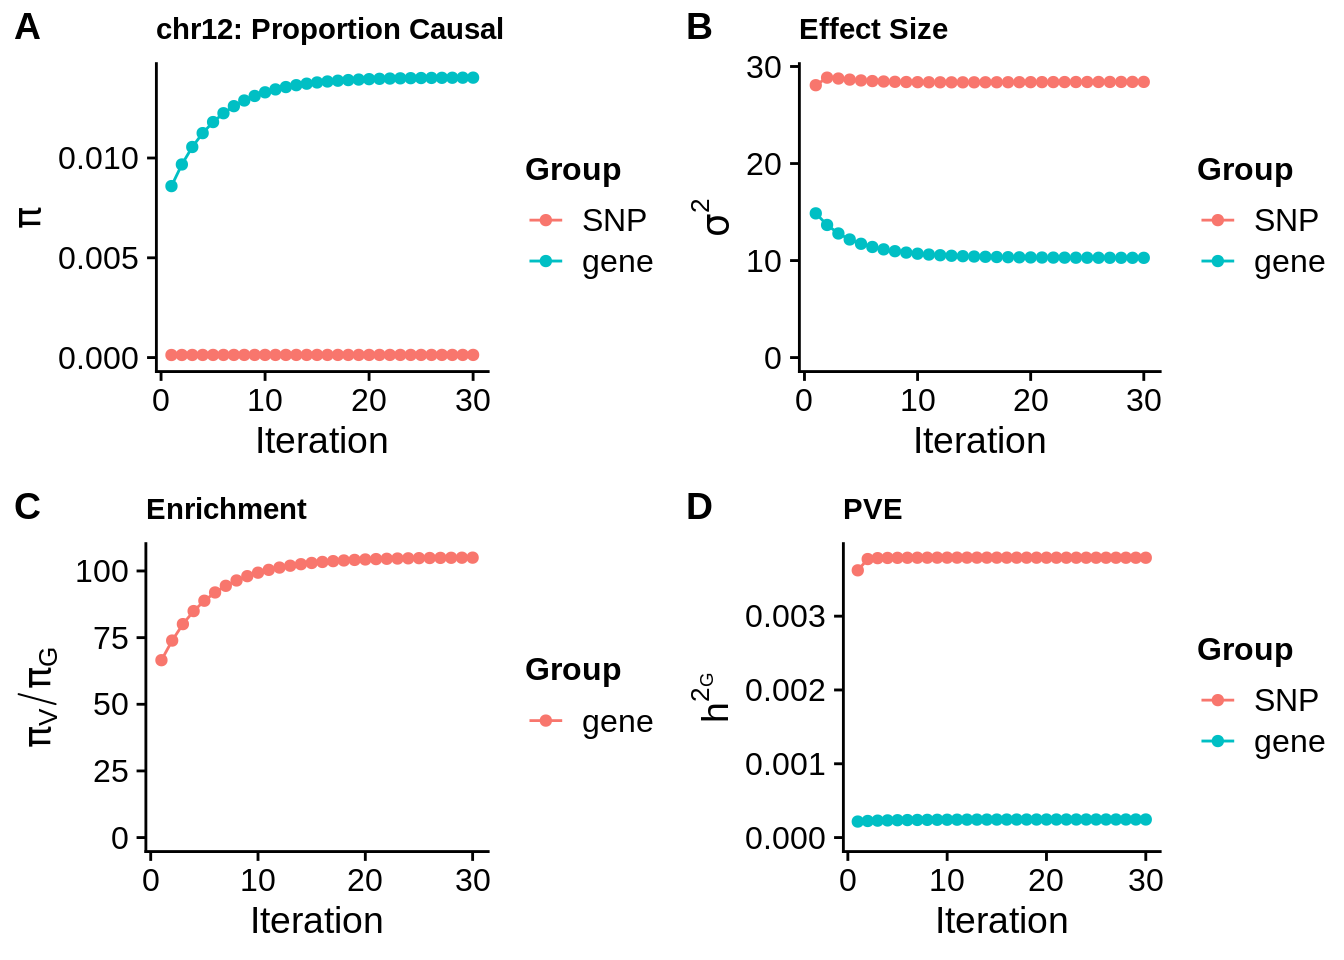 A
chr12: Proportion Causal
π
0.010
0.005
0.000
0 10 20 30
Iteration
Group
SNP
gene
B
Effect Size
σ²
30
20
10
0
0 10 20 30
Iteration
Group
SNP
gene
C
Enrichment
πV/πG
100
75
50
25
0
0 10 20 30
Iteration
Group
gene
D
PVE
h²G
0.003
0.002
0.001
0.000
0 10 20 30
Iteration
Group
SNP
gene